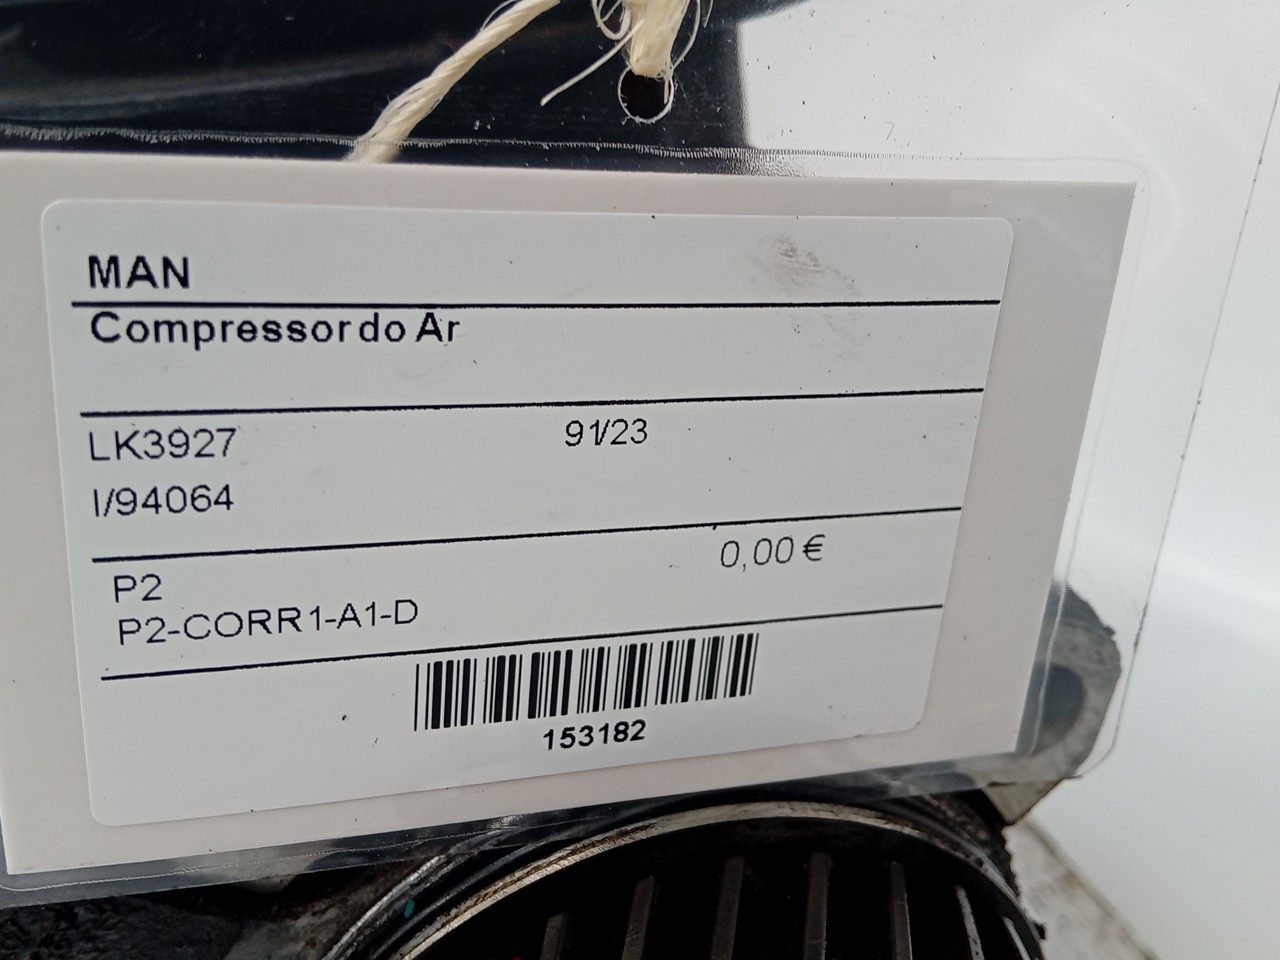 MAN
Compressor do Ar
LK3927 91/23
I/94064
0,00 €
P2
P2-CORR1-A1-D
153182